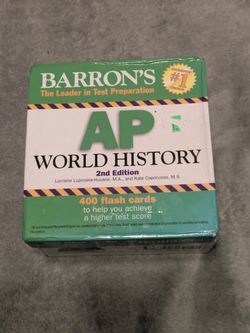 BARRON'S
The Leader in Test Preparation
#1
AP
WORLD HISTORY
2nd Edition
Lorraine Lupinskie-Huvane, M.A., and Kate Caporusso, M.S.
400 flash cards
to help you achieve
a higher test score